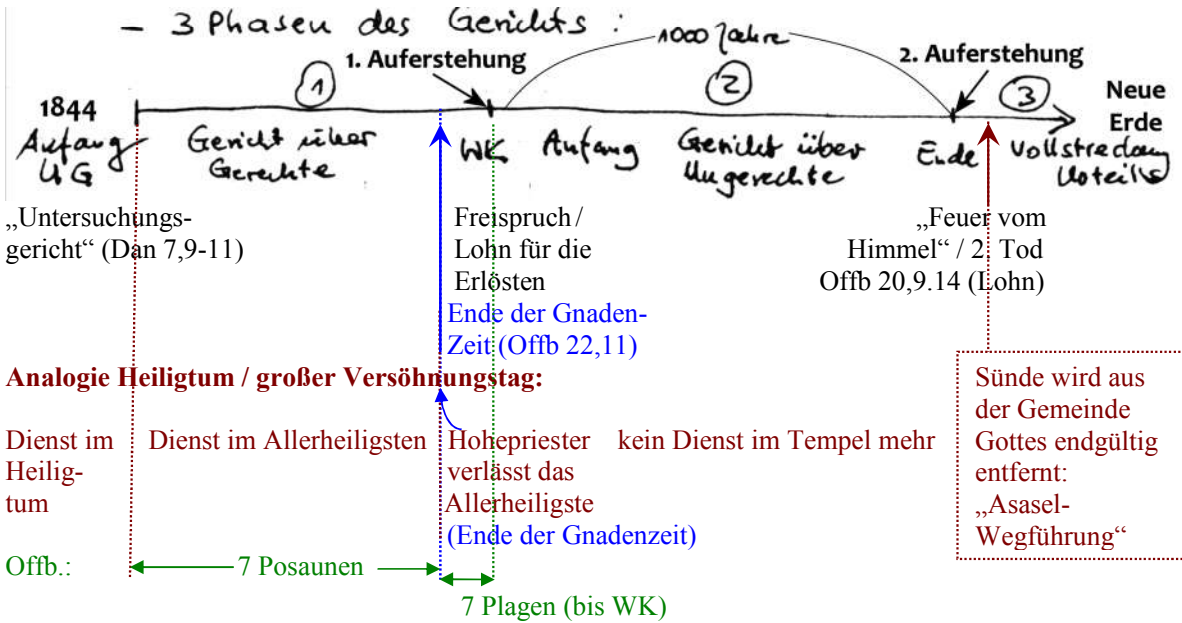 – 3 Phasen des Gerichts :
1000 Jahre
1. Auferstehung
2. Auferstehung
1
2
3
1844
Neue
Erde
Anfang
UG
Gericht über
Gerechte
WK
Anfang
Gericht über
Ungerechte
Ende
Vollstreckung
Urteils
„Untersuchungs-
gericht“ (Dan 7,9-11)
Freispruch /
Lohn für die
Erlösten
Ende der Gnaden-
Zeit (Offb 22,11)
„Feuer vom
Himmel“ / 2. Tod
Offb 20,9.14 (Lohn)
Analogie Heiligtum / großer Versöhnungstag:
Dienst im
Heilig-
tum
Dienst im Allerheiligsten
Hohepriester
verlässt das
Allerheiligste
(Ende der Gnadenzeit)
kein Dienst im Tempel mehr
Sünde wird aus
der Gemeinde
Gottes endgültig
entfernt:
„Asasel-
Wegführung“
Offb.:
7 Posaunen
7 Plagen (bis WK)